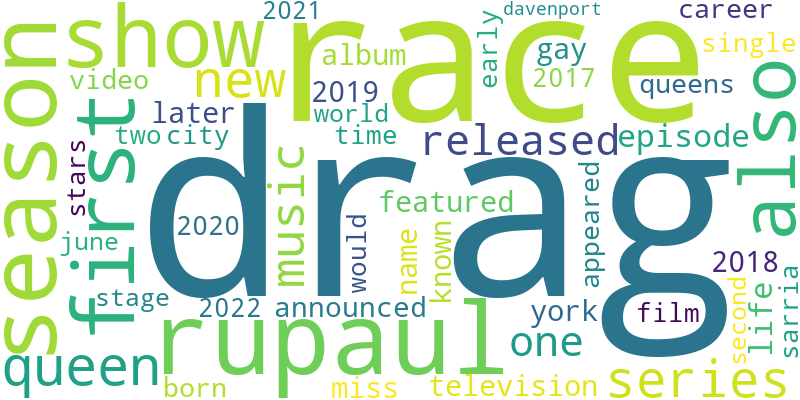 2021
davenport
career
season
show
race
early
gay
single
album
video
new
2017
queens
also
2019
later
world
first
two
city
time
released
episode
stars
drag
music
featured
appeared
2020
would
name
known
june
2018
stage
2022
announced
york
film
second
life
sarria
rupaul
one
queen
series
born
miss
television